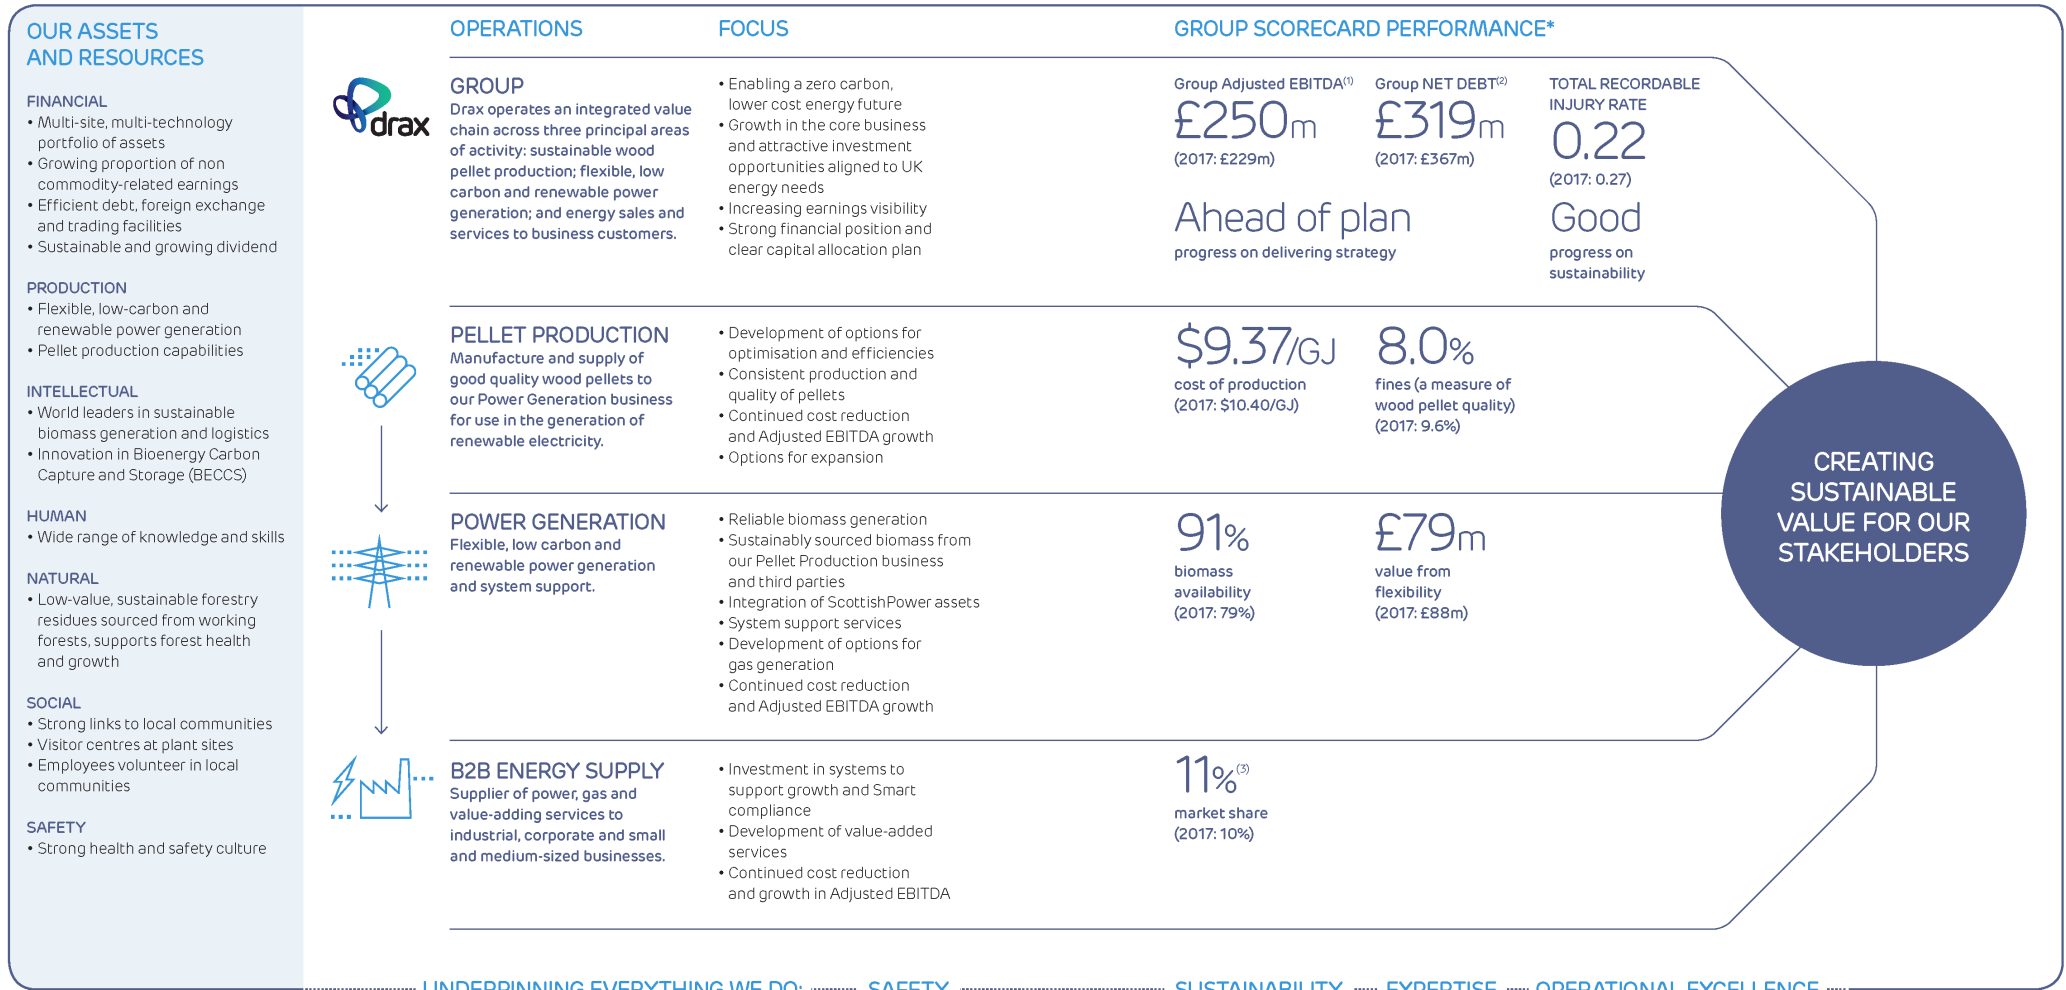 OUR ASSETS
AND RESOURCES
FINANCIAL
• Multi-site, multi-technology
portfolio of assets
• Growing proportion of non
commodity-related earnings
• Efficient debt, foreign exchange
and trading facilities
• Sustainable and growing dividend
PRODUCTION
• Flexible, low-carbon and
renewable power generation
• Pellet production capabilities
INTELLECTUAL
• World leaders in sustainable
biomass generation and logistics
• Innovation in Bioenergy Carbon
Capture and Storage (BECCS)
HUMAN
• Wide range of knowledge and skills
NATURAL
• Low-value, sustainable forestry
residues sourced from working
forests, supports forest health
and growth
SOCIAL
• Strong links to local communities
• Visitor centres at plant sites
• Employees volunteer in local
communities
SAFETY
• Strong health and safety culture
OPERATIONS
FOCUS
GROUP SCORECARD PERFORMANCE*
drax
GROUP
Drax operates an integrated value
chain across three principal areas
of activity: sustainable wood
pellet production; flexible, low
carbon and renewable power
generation; and energy sales and
services to business customers.
• Enabling a zero carbon,
lower cost energy future
• Growth in the core business
and attractive investment
opportunities aligned to UK
energy needs
• Increasing earnings visibility
• Strong financial position and
clear capital allocation plan
Group Adjusted EBITDA(1)
£250m
(2017: £229m)
Group NET DEBT(2)
£319m
(2017: £367m)
TOTAL RECORDABLE
INJURY RATE
0.22
(2017: 0.27)
Ahead of plan
progress on delivering strategy
Good
progress on
sustainability
PELLET PRODUCTION
Manufacture and supply of
good quality wood pellets to
our Power Generation business
for use in the generation of
renewable electricity.
• Development of options for
optimisation and efficiencies
• Consistent production and
quality of pellets
• Continued cost reduction
and Adjusted EBITDA growth
• Options for expansion
$9.37/GJ
cost of production
(2017: $10.40/GJ)
8.0%
fines (a measure of
wood pellet quality)
(2017: 9.6%)
POWER GENERATION
Flexible, low carbon and
renewable power generation
and system support.
• Reliable biomass generation
• Sustainably sourced biomass from
our Pellet Production business
and third parties
• Integration of ScottishPower assets
• System support services
• Development of options for
gas generation
• Continued cost reduction
and Adjusted EBITDA growth
91%
biomass
availability
(2017: 79%)
£79m
value from
flexibility
(2017: £88m)
B2B ENERGY SUPPLY
Supplier of power, gas and
value-adding services to
industrial, corporate and small
and medium-sized businesses.
• Investment in systems to
support growth and Smart
compliance
• Development of value-added
services
• Continued cost reduction
and growth in Adjusted EBITDA
11%(3)
market share
(2017: 10%)
CREATING
SUSTAINABLE
VALUE FOR OUR
STAKEHOLDERS
UNDERPINNING EVERYTHING WE DO: SAFETY SUSTAINABILITY EXPERTISE OPERATIONAL EXCELLENCE